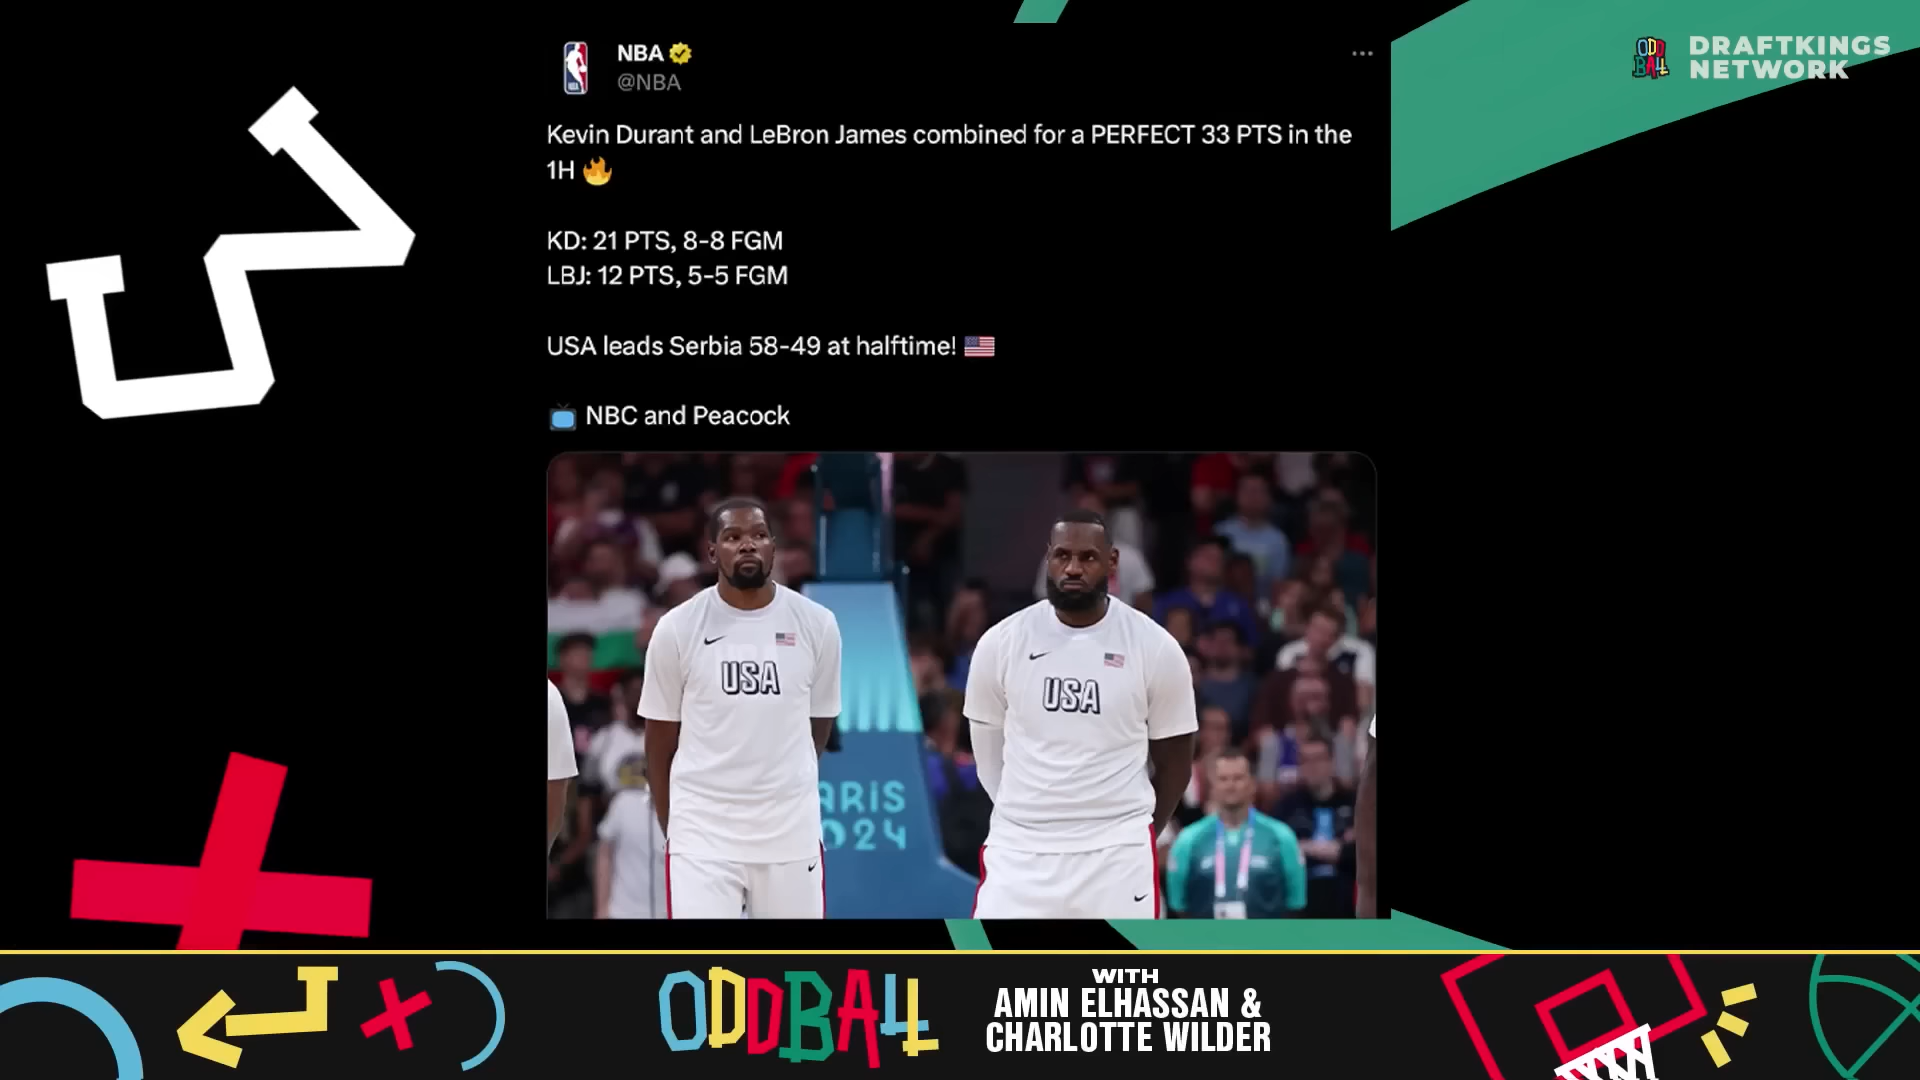 NBA
@NBA
ODD
BALL
DRAFTKINGS
NETWORK
Kevin Durant and LeBron James combined for a PERFECT 33 PTS in the
1H 🔥
KD: 21 PTS, 8-8 FGM
LBJ: 12 PTS, 5-5 FGM
USA leads Serbia 58-49 at halftime! 🇺🇸
📺 NBC and Peacock
USA
USA
ARIS
024
ODDBALL
WITH
AMIN ELHASSAN &
CHARLOTTE WILDER